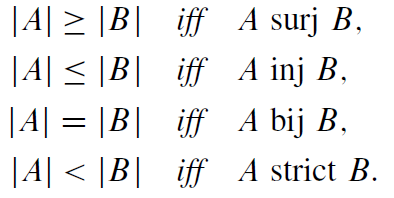 |A| ≥ |B| iff A surj B,
|A| ≤ |B| iff A inj B,
|A| = |B| iff A bij B,
|A| < |B| iff A strict B.